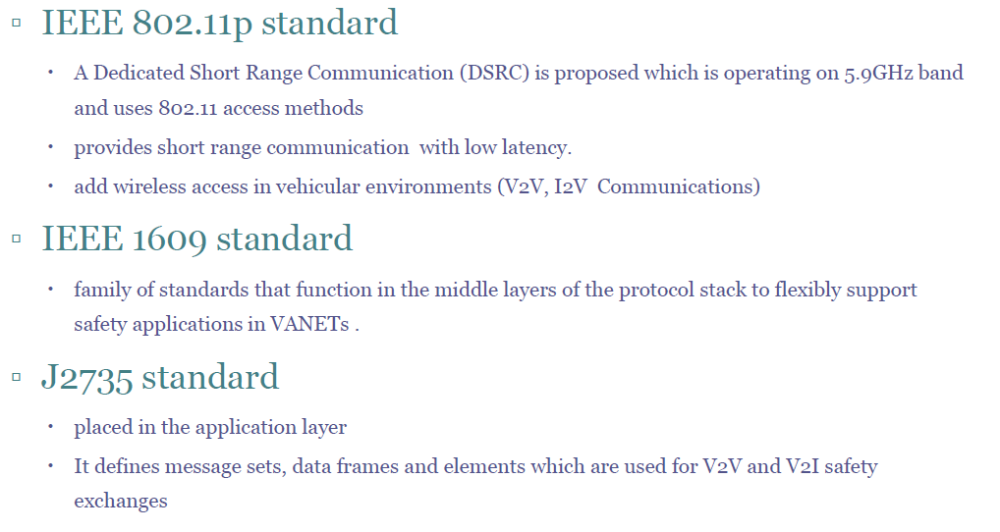 IEEE 802.11p standard
A Dedicated Short Range Communication (DSRC) is proposed which is operating on 5.9GHz band
and uses 802.11 access methods
provides short range communication with low latency.
add wireless access in vehicular environments (V2V, I2V Communications)
IEEE 1609 standard
family of standards that function in the middle layers of the protocol stack to flexibly support
safety applications in VANETs .
J2735 standard
placed in the application layer
It defines message sets, data frames and elements which are used for V2V and V2I safety
exchanges